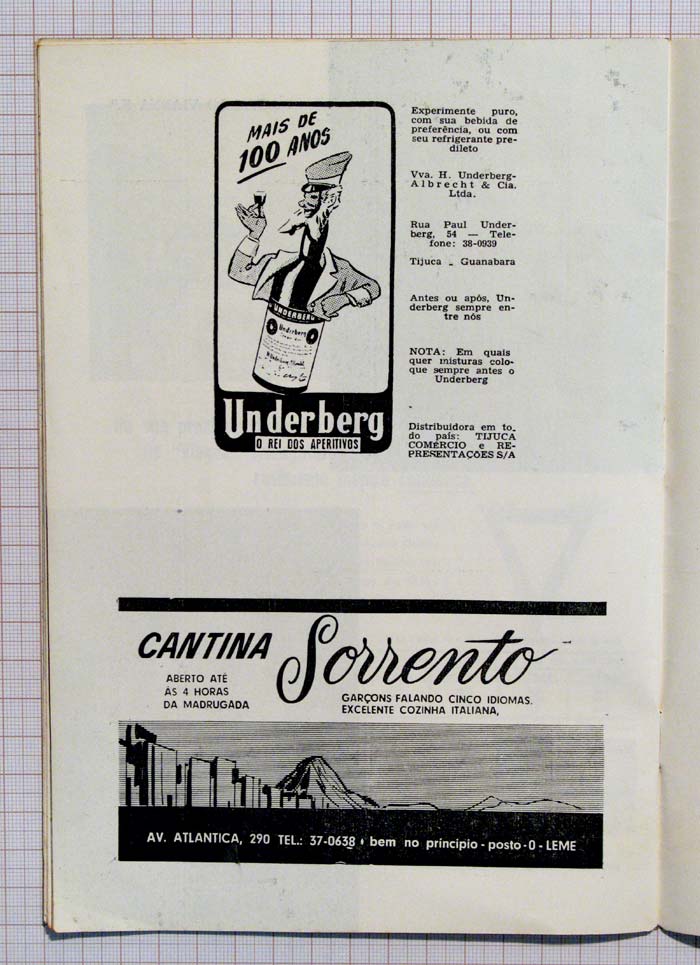 MAIS DE
100 ANOS
UNDERBERG
Underberg
Underberg
O REI DOS APERITIVOS
Experimente puro,
com sua bebida de
preferência, ou com
seu refrigerante pre-
dileto
Vva. H. Underberg-
Albrecht & Cia.
Ltda.
Rua Paul Under-
berg, 54 — Tele-
fone: 38-0939
Tijuca - Guanabara
Antes ou após, Un-
derberg sempre en-
tre nós
NOTA: Em quais
quer misturas colo-
que sempre antes o
Underberg
Distribuidora em to.
do país: TIJUCA
COMÉRCIO e RE-
PRESENTAÇÕES S/A
CANTINA Sorrento
ABERTO ATÉ
ÀS 4 HORAS
DA MADRUGADA
GARÇONS FALANDO CINCO IDIOMAS.
EXCELENTE COZINHA ITALIANA,
AV. ATLANTICA, 290 TEL.: 37-0638 • bem no princípio - posto-0 - LEME